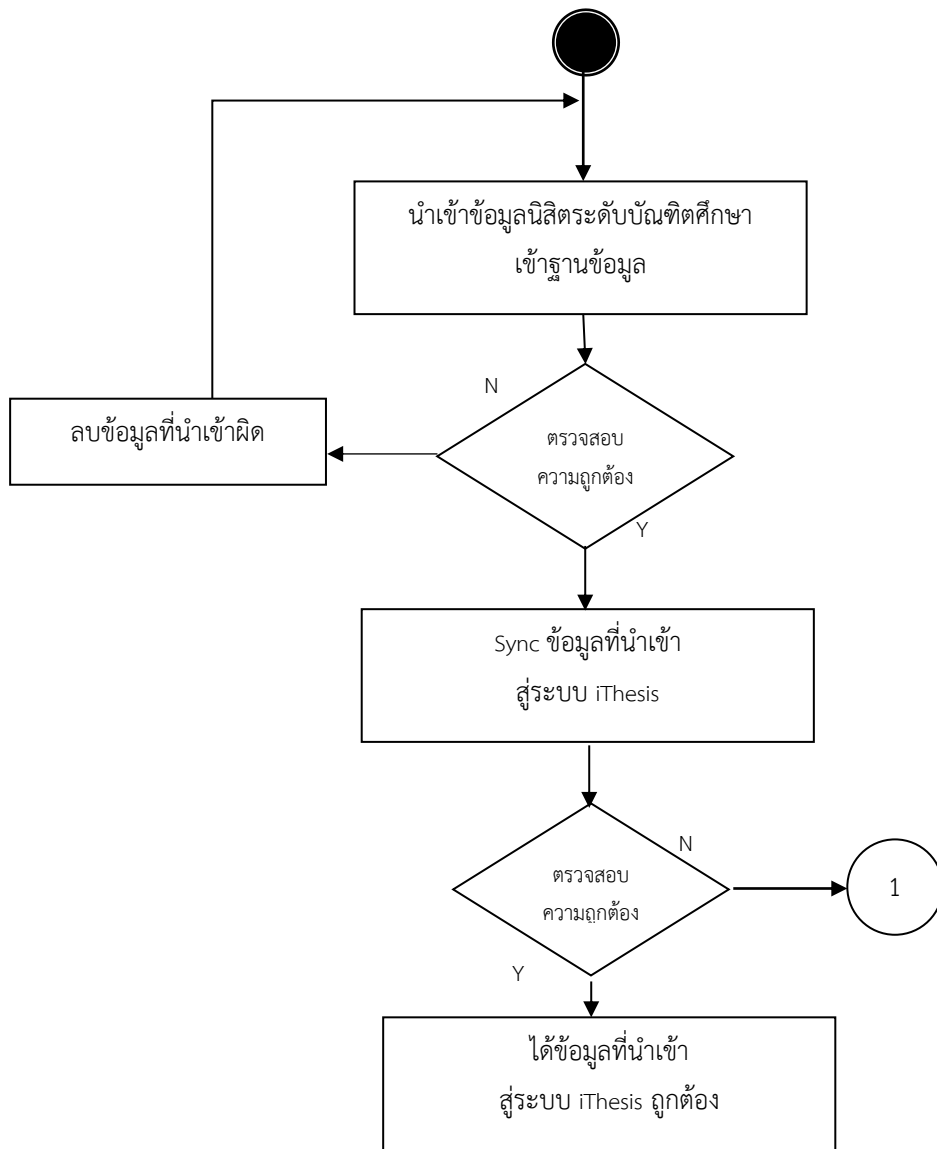 นำเข้าข้อมูลนิสิตระดับบัณฑิตศึกษา
เข้าฐานข้อมูล
N
ลบข้อมูลที่นำเข้าผิด
ตรวจสอบ
ความถูกต้อง
Y
Sync ข้อมูลที่นำเข้า
สู่ระบบ iThesis
N
ตรวจสอบ
ความถูกต้อง
1
Y
ได้ข้อมูลที่นำเข้า
สู่ระบบ iThesis ถูกต้อง